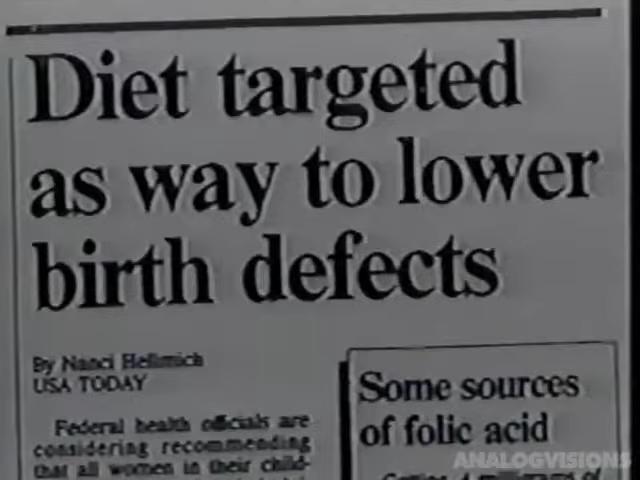 Diet targeted
as way to lower
birth defects
By Nanci Hellmich
USA TODAY
Federal health officials are
considering recommending
that all women in their child-
Some sources
of folic acid
ANALOGVISIONS